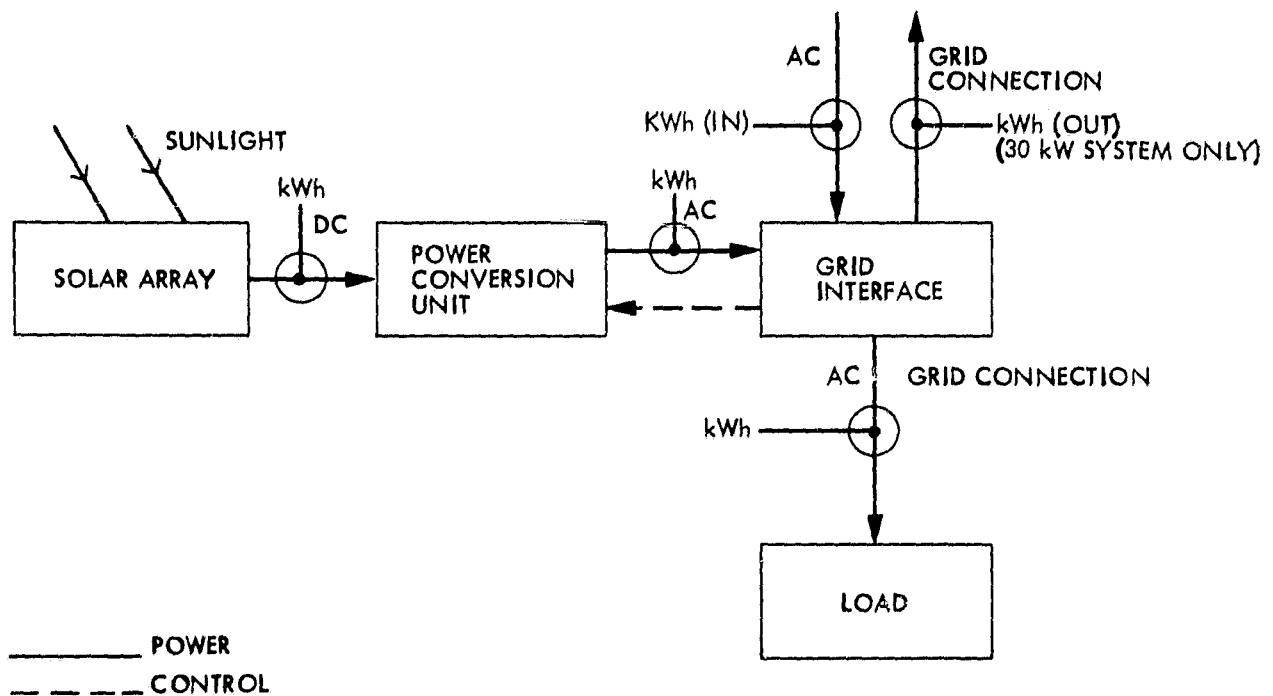 AC
GRID
CONNECTION
KWh (IN)
kWh (OUT)
(30 kW SYSTEM ONLY)
SUNLIGHT
kWh
DC
kWh
AC
SOLAR ARRAY
POWER
CONVERSION
UNIT
GRID
INTERFACE
AC
GRID CONNECTION
kWh
LOAD
POWER
CONTROL